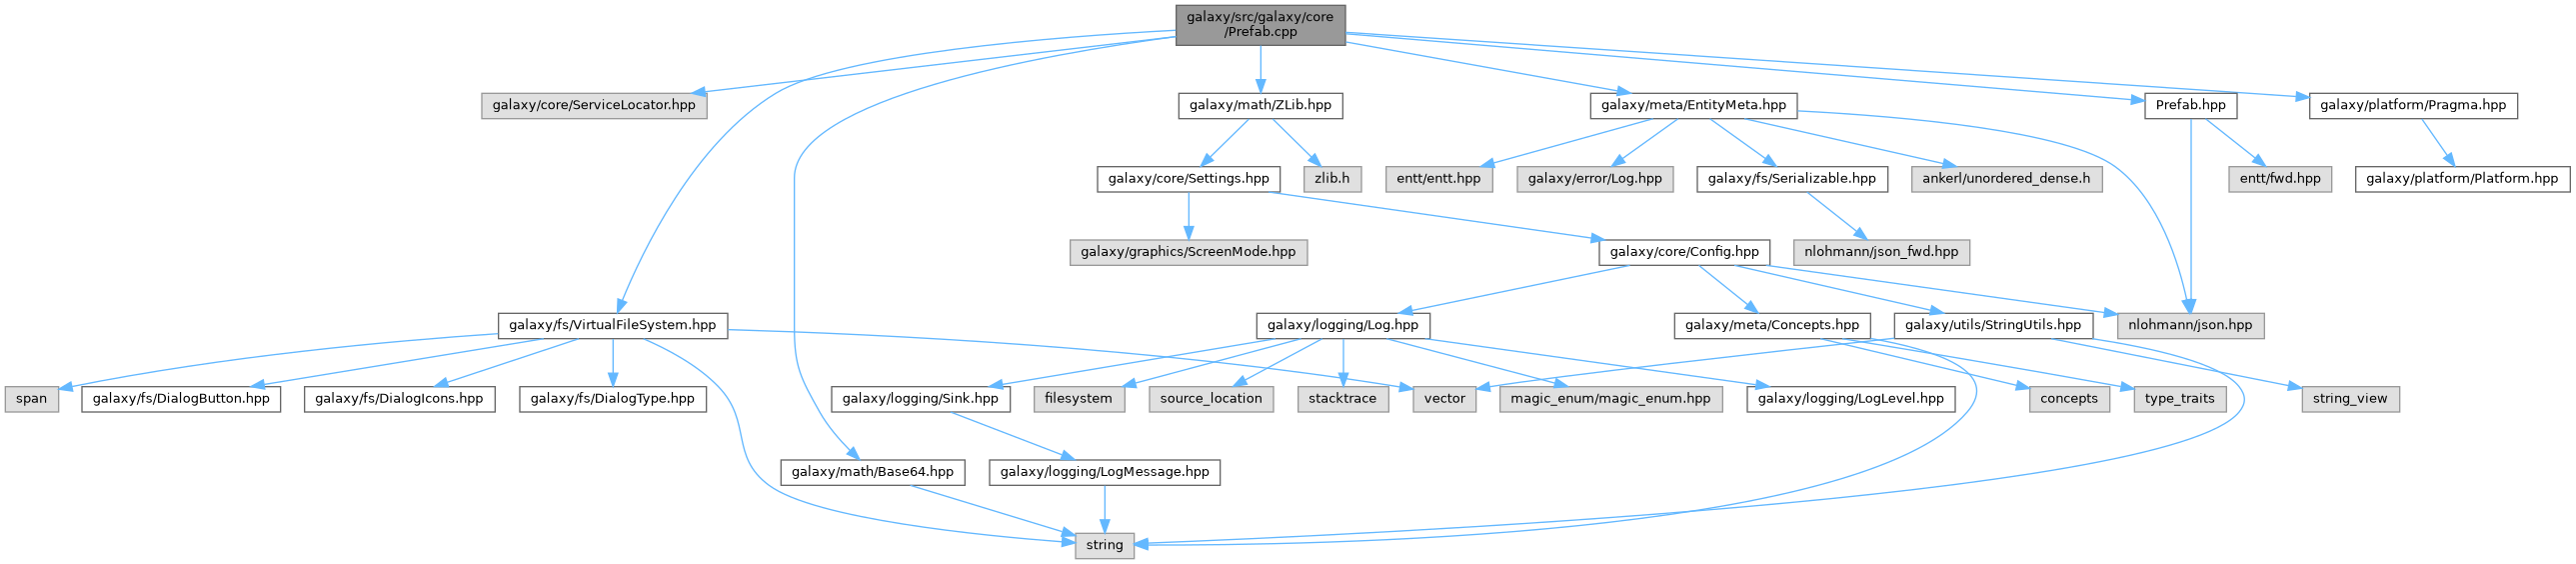 galaxy/src/galaxy/core
/Prefab.cpp
galaxy/core/ServiceLocator.hpp
galaxy/math/ZLib.hpp
galaxy/meta/EntityMeta.hpp
Prefab.hpp
galaxy/platform/Pragma.hpp
galaxy/core/Settings.hpp
zlib.h
entt/entt.hpp
galaxy/error/Log.hpp
galaxy/fs/Serializable.hpp
ankerl/unordered_dense.h
entt/fwd.hpp
galaxy/platform/Platform.hpp
galaxy/graphics/ScreenMode.hpp
galaxy/core/Config.hpp
nlohmann/json_fwd.hpp
galaxy/fs/VirtualFileSystem.hpp
galaxy/logging/Log.hpp
galaxy/meta/Concepts.hpp
galaxy/utils/StringUtils.hpp
nlohmann/json.hpp
span
galaxy/fs/DialogButton.hpp
galaxy/fs/DialogIcons.hpp
galaxy/fs/DialogType.hpp
galaxy/logging/Sink.hpp
filesystem
source_location
stacktrace
vector
magic_enum/magic_enum.hpp
galaxy/logging/LogLevel.hpp
concepts
type_traits
string_view
galaxy/math/Base64.hpp
galaxy/logging/LogMessage.hpp
string